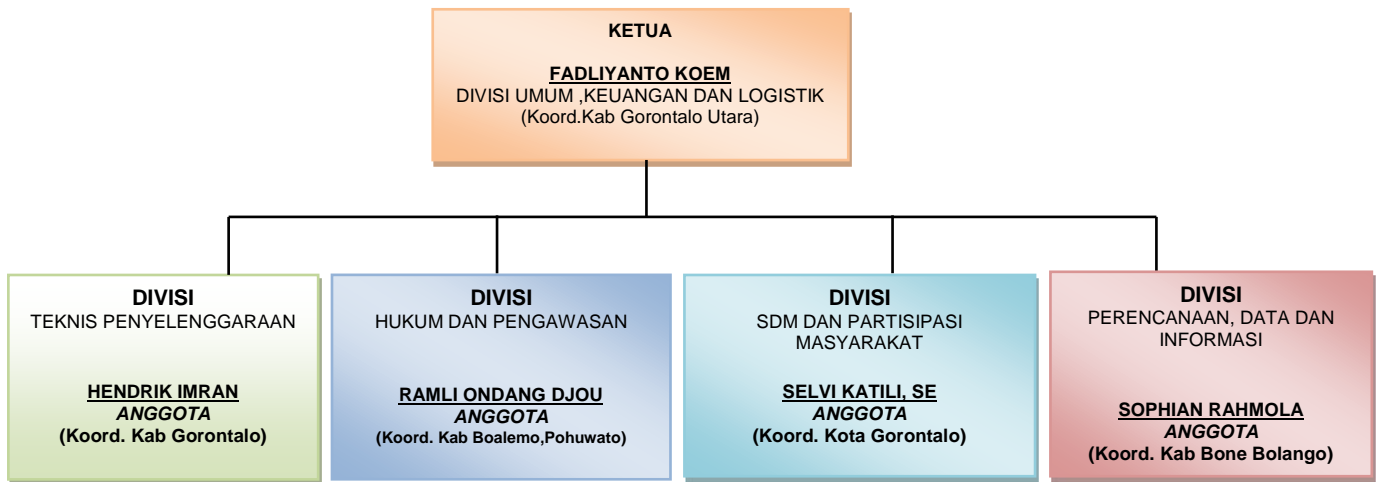 KETUA
FADLIYANTO KOEM
DIVISI UMUM ,KEUANGAN DAN LOGISTIK
(Koord.Kab Gorontalo Utara)
DIVISI
TEKNIS PENYELENGGARAAN
HENDRIK IMRAN
ANGGOTA
(Koord. Kab Gorontalo)
DIVISI
HUKUM DAN PENGAWASAN
RAMLI ONDANG DJOU
ANGGOTA
(Koord. Kab Boalemo,Pohuwato)
DIVISI
SDM DAN PARTISIPASI
MASYARAKAT
SELVI KATILI, SE
ANGGOTA
(Koord. Kota Gorontalo)
DIVISI
PERENCANAAN, DATA DAN
INFORMASI
SOPHIAN RAHMOLA
ANGGOTA
(Koord. Kab Bone Bolango)